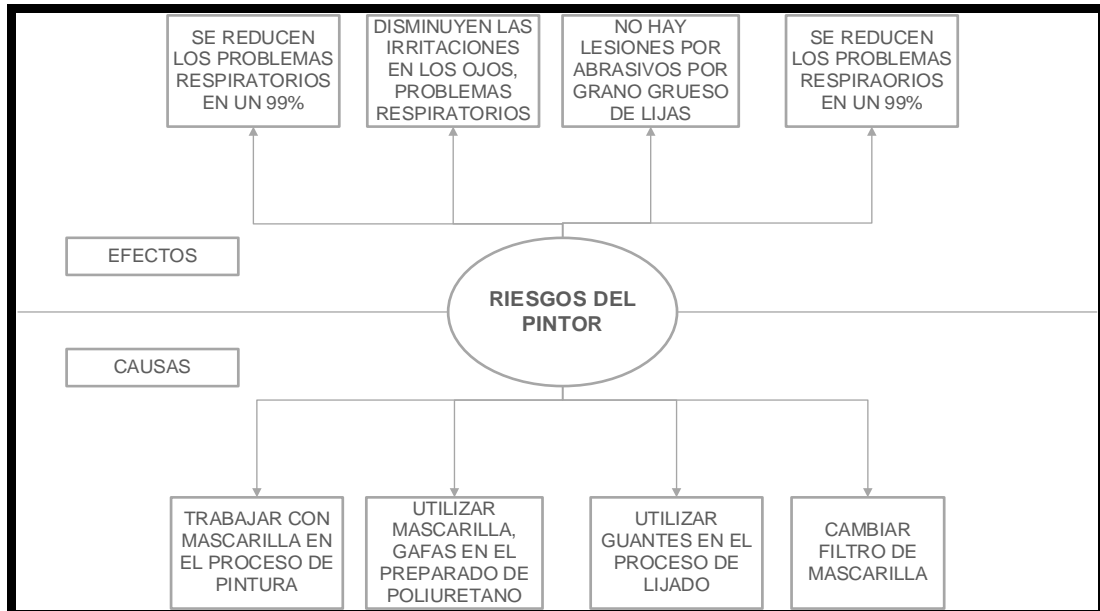 SE REDUCEN
LOS PROBLEMAS
RESPIRATORIOS
EN UN 99%
DISMINUYEN LAS
IRRITACIONES
EN LOS OJOS,
PROBLEMAS
RESPIRATORIOS
NO HAY
LESIONES POR
ABRASIVOS POR
GRANO GRUESO
DE LIJAS
SE REDUCEN
LOS PROBLEMAS
RESPIRAORIOS
EN UN 99%
EFECTOS
RIESGOS DEL
PINTOR
CAUSAS
TRABAJAR CON
MASCARILLA EN
EL PROCESO DE
PINTURA
UTILIZAR
MASCARILLA,
GAFAS EN EL
PREPARADO DE
POLIURETANO
UTILIZAR
GUANTES EN EL
PROCESO DE
LIJADO
CAMBIAR
FILTRO DE
MASCARILLA